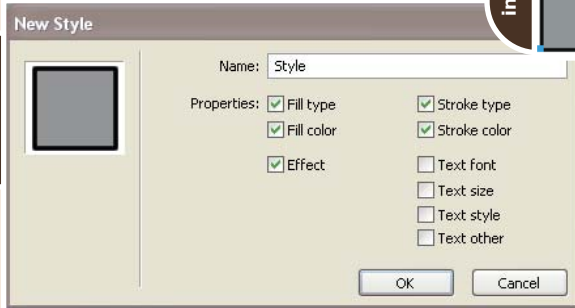 New Style
in
Name: Style
Properties: Fill type Stroke type
Fill color Stroke color
Effect Text font
Text size
Text style
Text other
OK Cancel